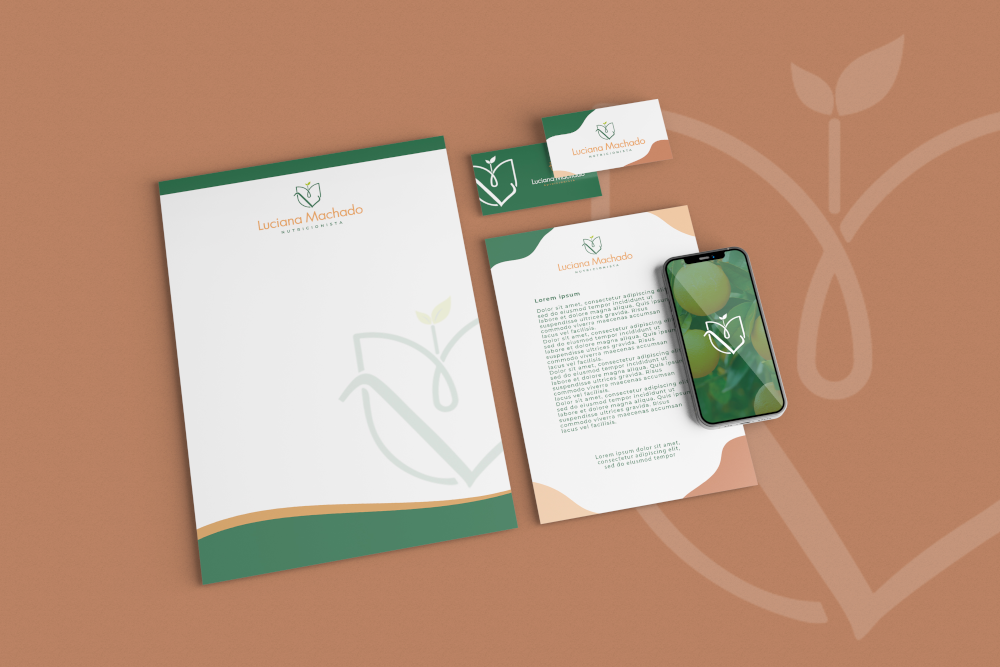 Luciana Machado
NUTRICIONISTA
Luciana Machado
Luciana Machado
NUTRICIONISTA
Luciana Machado
NUTRICIONISTA
Lorem Ipsum
Dolor sit amet, consectetur adipiscing
sed do eiusmod tempor incididunt ut
labore et dolore magna aliqua. Quis ipsum
suspendisse ultrices gravida. Risus
commodo viverra maecenas accumsan
lacus vel facilisis.
Dolor sit amet, consectetur adipiscing
sed do eiusmod tempor incididunt ut
labore et dolore magna aliqua. Quis
suspendisse ultrices gravida. Risus
commodo viverra maecenas accumsan
lacus vel facilisis.
Dolor sit amet, consectetur adipiscing
sed do eiusmod tempor incididunt ut
labore et dolore magna aliqua. Quis
suspendisse ultrices gravida. Risus
commodo viverra maecenas accumsan
lacus vel facilisis.
Dolor sit amet, consectetur adipiscing
sed do eiusmod tempor incididunt ut
labore et dolore magna aliqua. Quis
suspendisse ultrices gravida. Risus
commodo viverra maecenas accumsan
lacus vel facilisis.
Lorem ipsum dolor sit amet,
consectetur adipiscing elit,
sed do eiusmod tempor